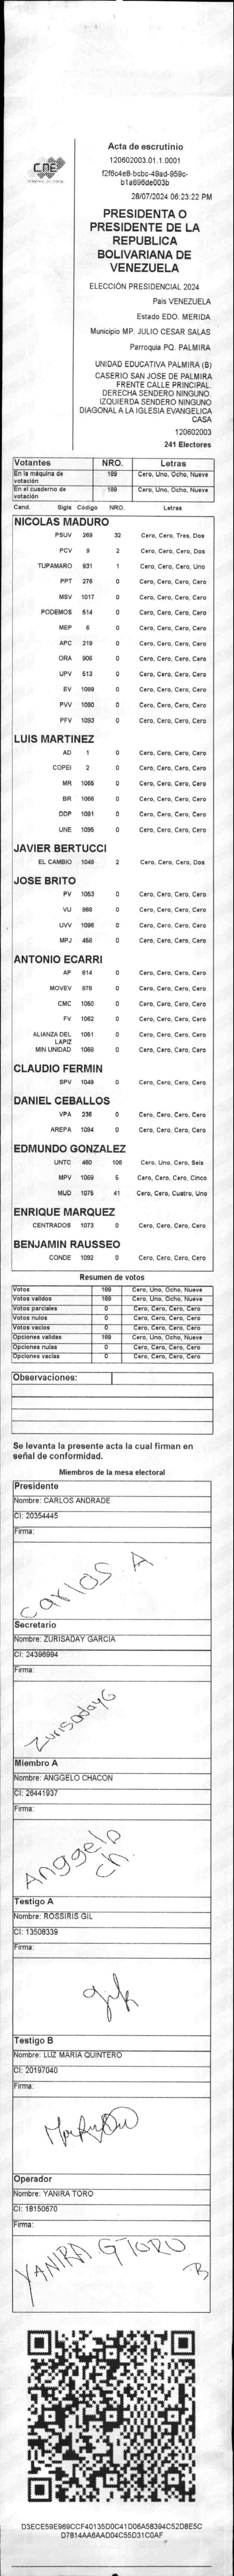 CNE
Acta de escrutinio
120602003.01.1.0001
f2f6c4e8-bcbc-49ad-959c-
b1a896de003b
28/07/2024 06:23:22 PM
PRESIDENTA O
PRESIDENTE DE LA
REPUBLICA
BOLIVARIANA DE
VENEZUELA
ELECCIÓN PRESIDENCIAL 2024
Pais VENEZUELA
Estado EDO. MERIDA
Municipio MP. JULIO CESAR SALAS
Parroquia PQ. PALMIRA
UNIDAD EDUCATIVA PALMIRA (B)
CASERIO SAN JOSE DE PALMIRA
FRENTE CALLE PRINCIPAL.
DERECHA SENDERO NINGUNO.
IZQUIERDA SENDERO NINGUNO
DIAGONAL A LA IGLESIA EVANGELICA
CASA
120602003
241 Electores
Votantes NRO. Letras
En la máquina de votación 189 Cero, Uno, Ocho, Nueve
En el cuaderno de votación 189 Cero, Uno, Ocho, Nueve
Cand. Sigla Código NRO. Letras
NICOLAS MADURO
PSUV 269 32 Cero, Cero, Tres, Dos
PCV 9 2 Cero, Cero, Cero, Dos
TUPAMARO 931 1 Cero, Cero, Cero, Uno
PPT 276 0 Cero, Cero, Cero, Cero
MSV 1017 0 Cero, Cero, Cero, Cero
PODEMOS 514 0 Cero, Cero, Cero, Cero
MEP 6 0 Cero, Cero, Cero, Cero
APC 219 0 Cero, Cero, Cero, Cero
ORA 906 0 Cero, Cero, Cero, Cero
UPV 513 0 Cero, Cero, Cero, Cero
EV 1089 0 Cero, Cero, Cero, Cero
PVV 1090 0 Cero, Cero, Cero, Cero
PFV 1093 0 Cero, Cero, Cero, Cero
LUIS MARTINEZ
AD 1 0 Cero, Cero, Cero, Cero
COPEI 2 0 Cero, Cero, Cero, Cero
MR 1065 0 Cero, Cero, Cero, Cero
BR 1066 0 Cero, Cero, Cero, Cero
DDP 1091 0 Cero, Cero, Cero, Cero
UNE 1095 0 Cero, Cero, Cero, Cero
JAVIER BERTUCCI
EL CAMBIO 1048 2 Cero, Cero, Cero, Dos
JOSE BRITO
PV 1053 0 Cero, Cero, Cero, Cero
VU 868 0 Cero, Cero, Cero, Cero
UVV 1096 0 Cero, Cero, Cero, Cero
MPJ 458 0 Cero, Cero, Cero, Cero
ANTONIO ECARRI
AP 814 0 Cero, Cero, Cero, Cero
MOVEV 878 0 Cero, Cero, Cero, Cero
CMC 1050 0 Cero, Cero, Cero, Cero
FV 1062 0 Cero, Cero, Cero, Cero
ALIANZA DEL LAPIZ 1051 0 Cero, Cero, Cero, Cero
MIN UNIDAD 1068 0 Cero, Cero, Cero, Cero
CLAUDIO FERMIN
SPV 1049 0 Cero, Cero, Cero, Cero
DANIEL CEBALLOS
VPA 236 0 Cero, Cero, Cero, Cero
AREPA 1094 0 Cero, Cero, Cero, Cero
EDMUNDO GONZALEZ
UNTC 460 106 Cero, Uno, Cero, Seis
MPV 1069 5 Cero, Cero, Cero, Cinco
MUD 1075 41 Cero, Cero, Cuatro, Uno
ENRIQUE MARQUEZ
CENTRADOS 1073 0 Cero, Cero, Cero, Cero
BENJAMIN RAUSSEO
CONDE 1092 0 Cero, Cero, Cero, Cero
Resumen de votos
Votos 189 Cero, Uno, Ocho, Nueve
Votos validos 189 Cero, Uno, Ocho, Nueve
Votos parciales 0 Cero, Cero, Cero, Cero
Votos nulos 0 Cero, Cero, Cero, Cero
Votos vacios 0 Cero, Cero, Cero, Cero
Opciones validas 189 Cero, Uno, Ocho, Nueve
Opciones nulas 0 Cero, Cero, Cero, Cero
Opciones vacias 0 Cero, Cero, Cero, Cero
Observaciones:
Se levanta la presente acta la cual firman en
señal de conformidad.
Miembros de la mesa electoral
Presidente
Nombre: CARLOS ANDRADE
CI: 20354445
Firma:
Carlos A
Secretario
Nombre: ZURISADAY GARCIA
CI: 24396994
Firma:
Zurisaday G
Miembro A
Nombre: ANGGELO CHACON
CI: 26441937
Firma:
Anggelo
Ch.
Testigo A
Nombre: ROSSIRIS GIL
CI: 13508339
Firma:
Testigo B
Nombre: LUZ MARIA QUINTERO
CI: 20197040
Firma:
Operador
Nombre: YANIRA TORO
CI: 18150670
Firma:
YANIRA G TORO
B
D3ECE59E969CCF40135D0C41D06A58394C52D8E5C
D7814AA6AAD04C55D31C0AF